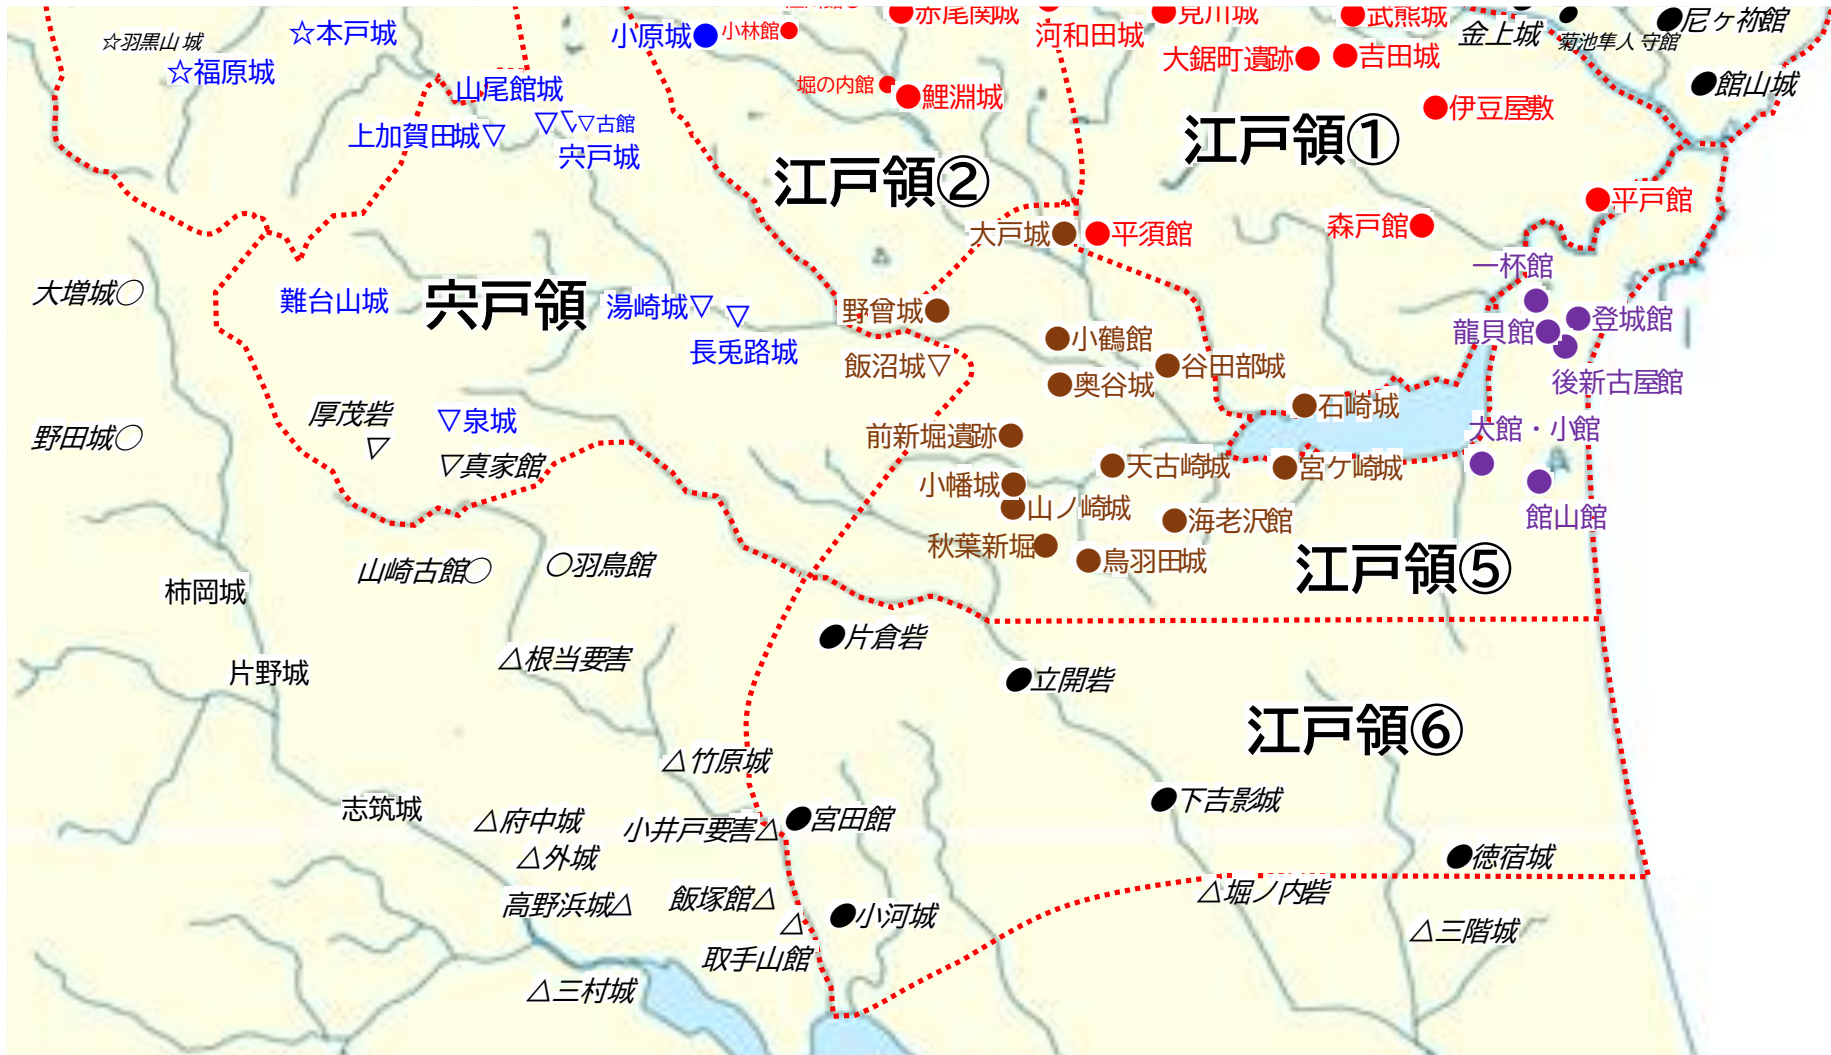 赤尾関城
見川城
武熊城
尼ヶ祢館
☆羽黒山城
☆本戸城
小原城
小林館
河和田城
金上城
菊池隼人守館
☆福原城
大鋸町遺跡
吉田城
山尾館城
堀の内館
鯉淵城
館山城
伊豆屋敷
上加賀田城▽
▽▽▽古館
宍戸城
江戸領②
江戸領①
平戸館
大戸城
平須館
森戸館
一杯館
大増城○
難台山城
宍戸領
湯崎城▽
▽
長兎路城
野曾城
龍貝館
登城館
小鶴館
飯沼城▽
谷田部城
奥谷城
後新古屋館
厚茂砦
▽
▽泉城
石崎城
野田城○
前新堀遺跡
大館・小館
▽真家館
天古崎城
宮ケ崎城
小幡城
山ノ崎城
海老沢館
館山館
秋葉新堀
鳥羽田城
江戸領⑤
山崎古館○
○羽鳥館
柿岡城
片倉砦
片野城
△根当要害
立開砦
江戸領⑥
△竹原城
志筑城
△府中城
小井戸要害△
宮田館
下吉影城
△外城
徳宿城
高野浜城△
飯塚館△
△
取手山館
小河城
△堀ノ内砦
△三階城
△三村城